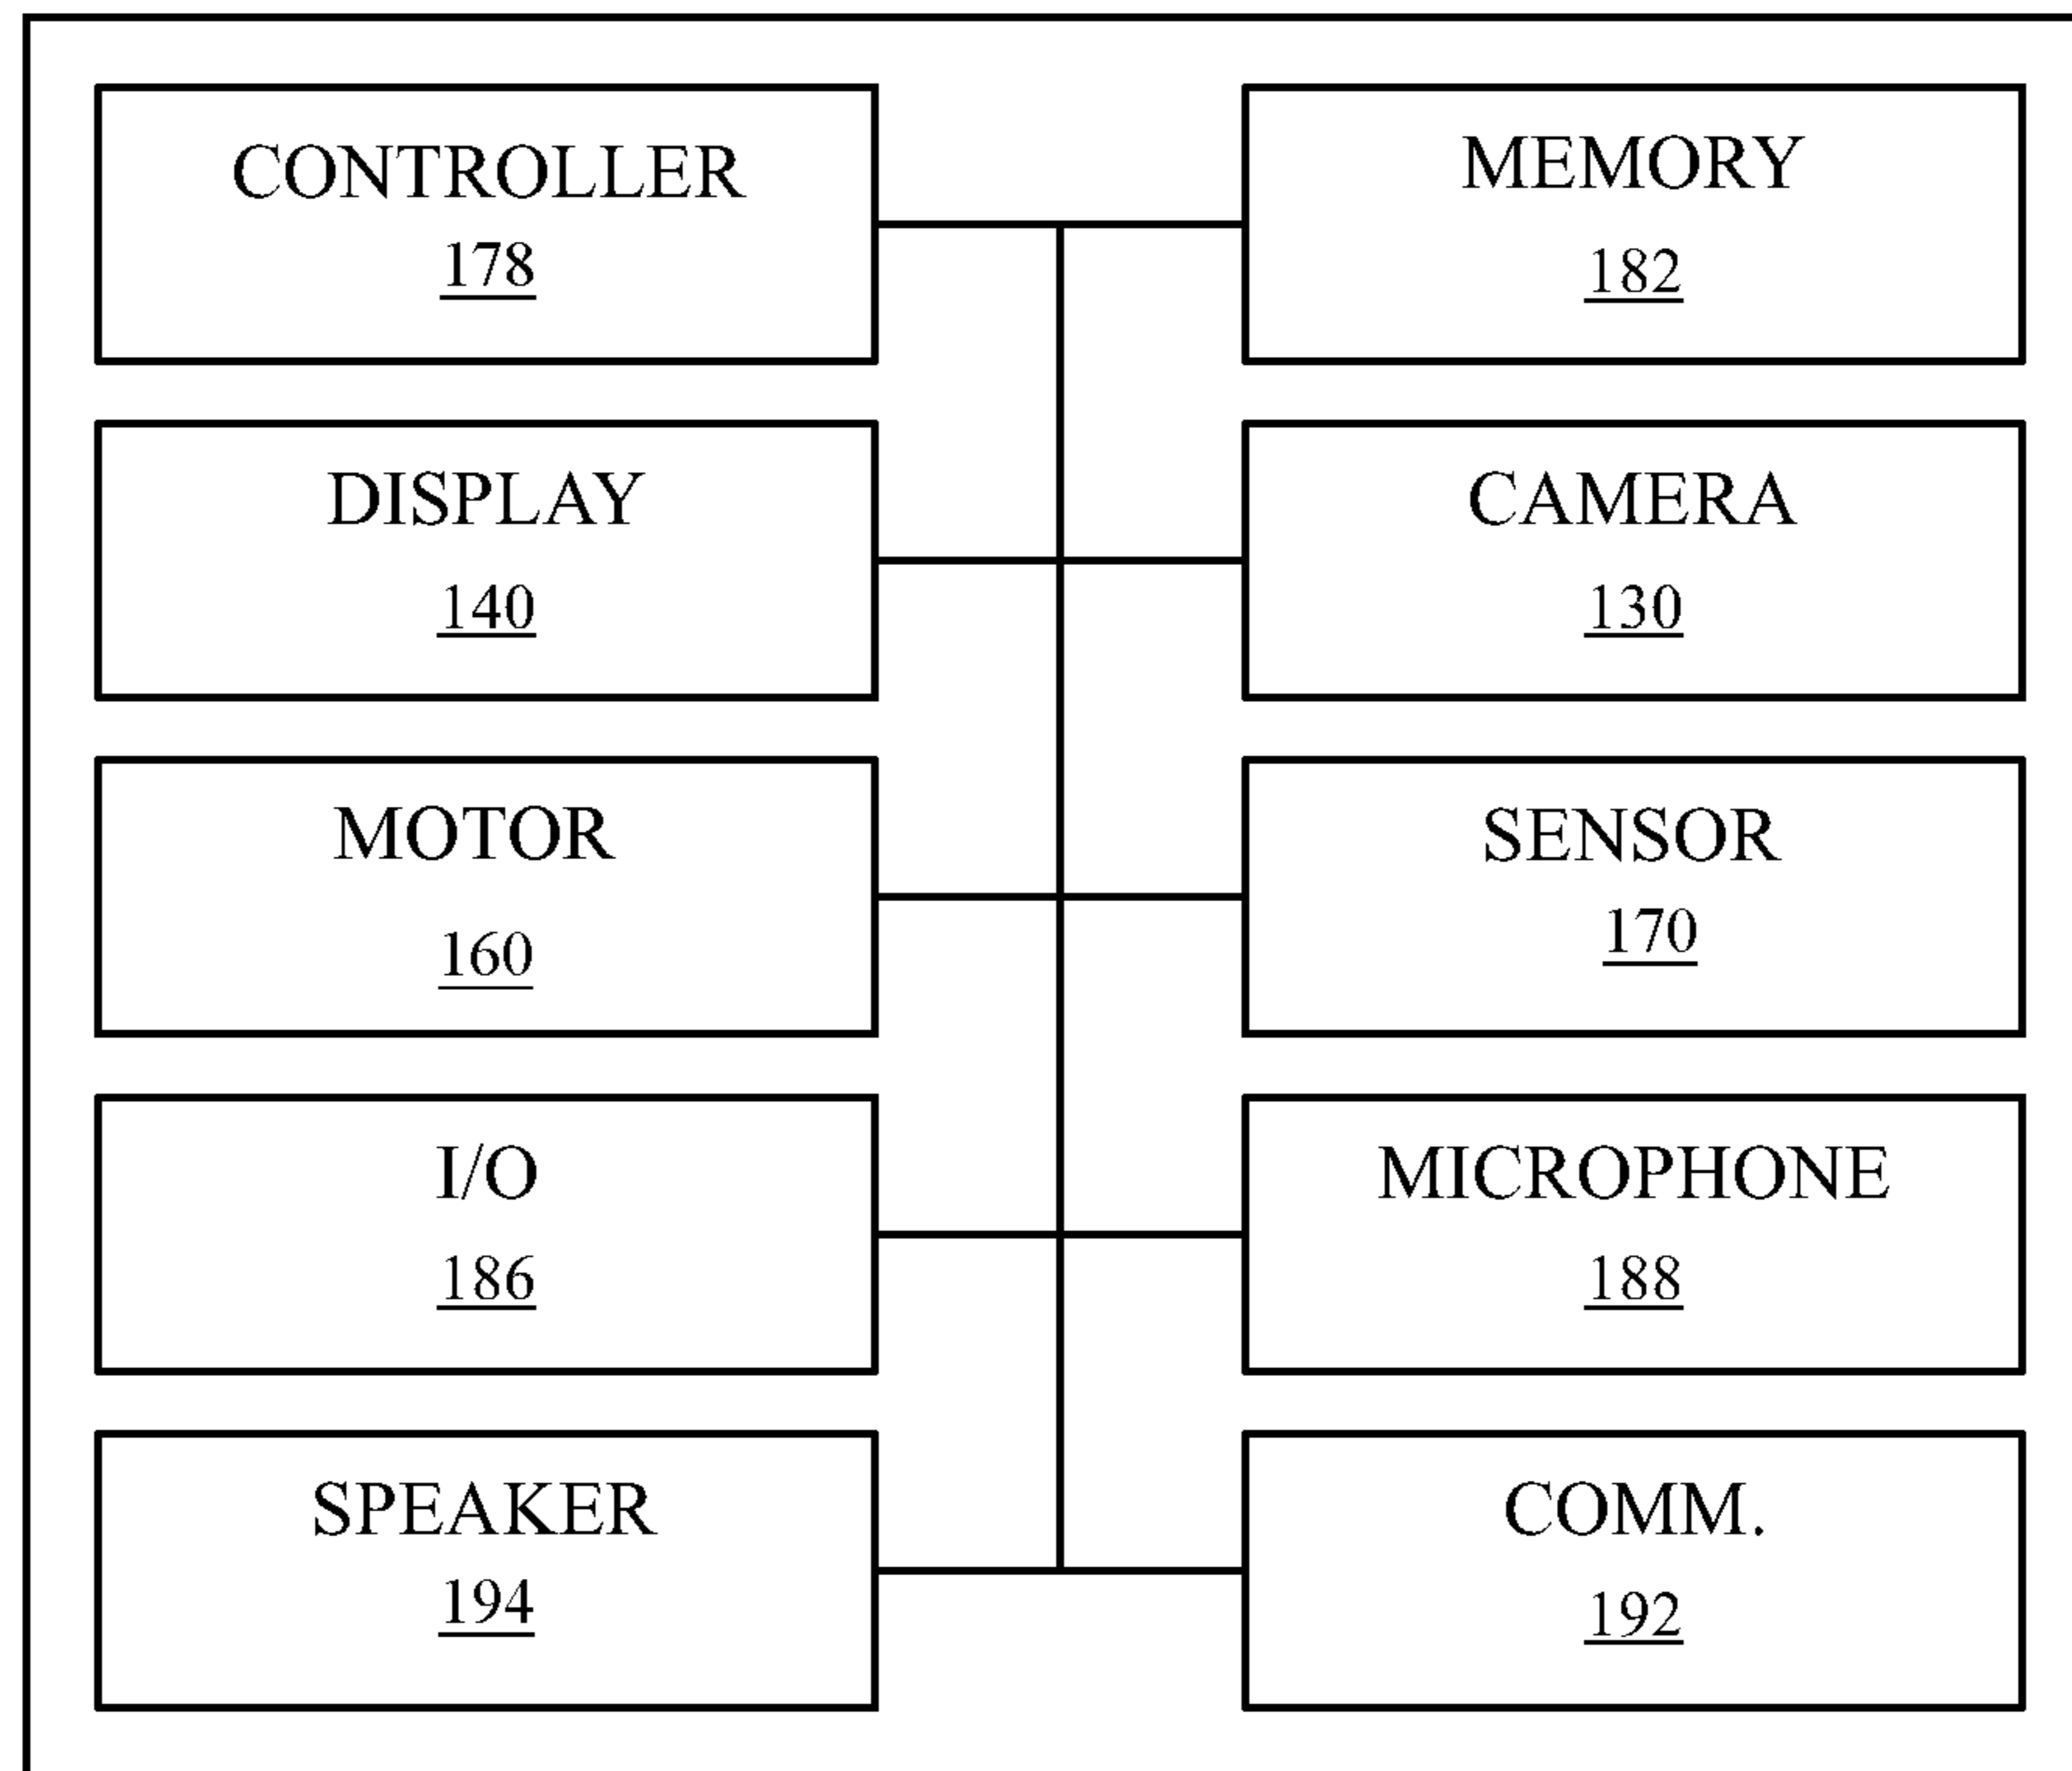 CONTROLLER
178
MEMORY
182
DISPLAY
140
CAMERA
130
MOTOR
160
SENSOR
170
I/O
186
MICROPHONE
188
SPEAKER
194
COMM.
192